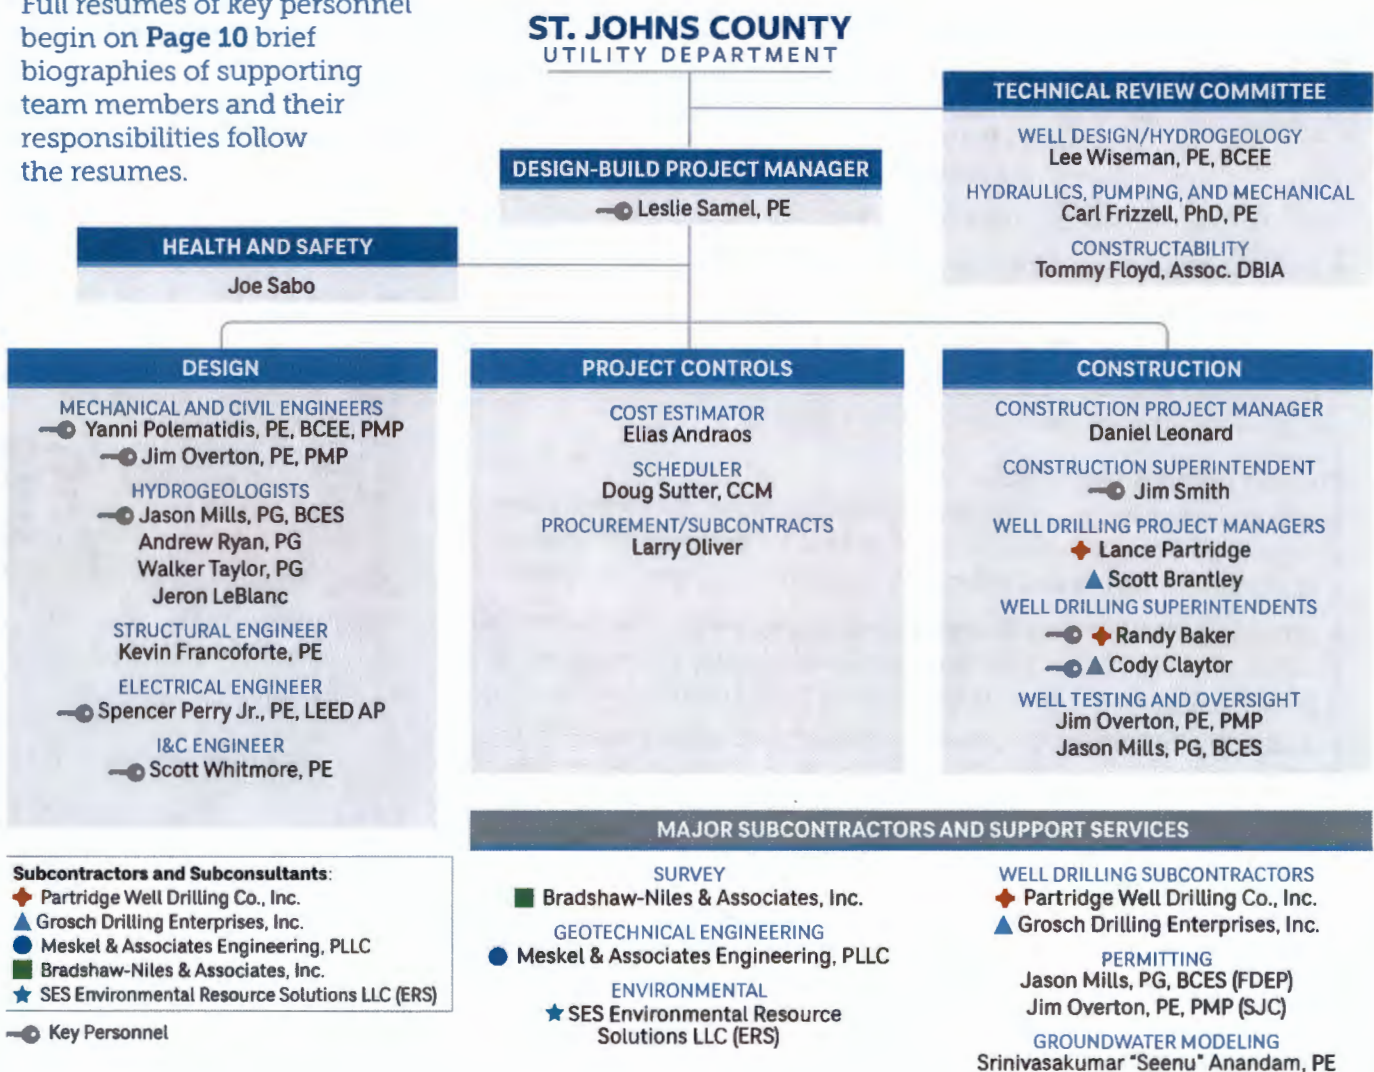 Full resumes of key personnel
begin on Page 10 brief
biographies of supporting
team members and their
responsibilities follow
the resumes.
ST. JOHNS COUNTY
UTILITY DEPARTMENT
TECHNICAL REVIEW COMMITTEE
WELL DESIGN/HYDROGEOLOGY
Lee Wiseman, PE, BCEE
HYDRAULICS, PUMPING, AND MECHANICAL
Carl Frizzell, PhD, PE
CONSTRUCTABILITY
Tommy Floyd, Assoc. DBIA
DESIGN-BUILD PROJECT MANAGER
Leslie Samel, PE
HEALTH AND SAFETY
Joe Sabo
DESIGN
MECHANICAL AND CIVIL ENGINEERS
Yanni Polematidis, PE, BCEE, PMP
Jim Overton, PE, PMP
HYDROGEOLOGISTS
Jason Mills, PG, BCES
Andrew Ryan, PG
Walker Taylor, PG
Jeron LeBlanc
STRUCTURAL ENGINEER
Kevin Francoforte, PE
ELECTRICAL ENGINEER
Spencer Perry Jr., PE, LEED AP
I&C ENGINEER
Scott Whitmore, PE
PROJECT CONTROLS
COST ESTIMATOR
Elias Andraos
SCHEDULER
Doug Sutter, CCM
PROCUREMENT/SUBCONTRACTS
Larry Oliver
CONSTRUCTION
CONSTRUCTION PROJECT MANAGER
Daniel Leonard
CONSTRUCTION SUPERINTENDENT
Jim Smith
WELL DRILLING PROJECT MANAGERS
Lance Partridge
Scott Brantley
WELL DRILLING SUPERINTENDENTS
Randy Baker
Cody Claytor
WELL TESTING AND OVERSIGHT
Jim Overton, PE, PMP
Jason Mills, PG, BCES
Subcontractors and Subconsultants:
Partridge Well Drilling Co., Inc.
Grosch Drilling Enterprises, Inc.
Meskel & Associates Engineering, PLLC
Bradshaw-Niles & Associates, Inc.
SES Environmental Resource Solutions LLC (ERS)
Key Personnel
MAJOR SUBCONTRACTORS AND SUPPORT SERVICES
SURVEY
Bradshaw-Niles & Associates, Inc.
GEOTECHNICAL ENGINEERING
Meskel & Associates Engineering, PLLC
ENVIRONMENTAL
SES Environmental Resource
Solutions LLC (ERS)
WELL DRILLING SUBCONTRACTORS
Partridge Well Drilling Co., Inc.
Grosch Drilling Enterprises, Inc.
PERMITTING
Jason Mills, PG, BCES (FDEP)
Jim Overton, PE, PMP (SJC)
GROUNDWATER MODELING
Srinivasakumar "Seenu" Anandam, PE